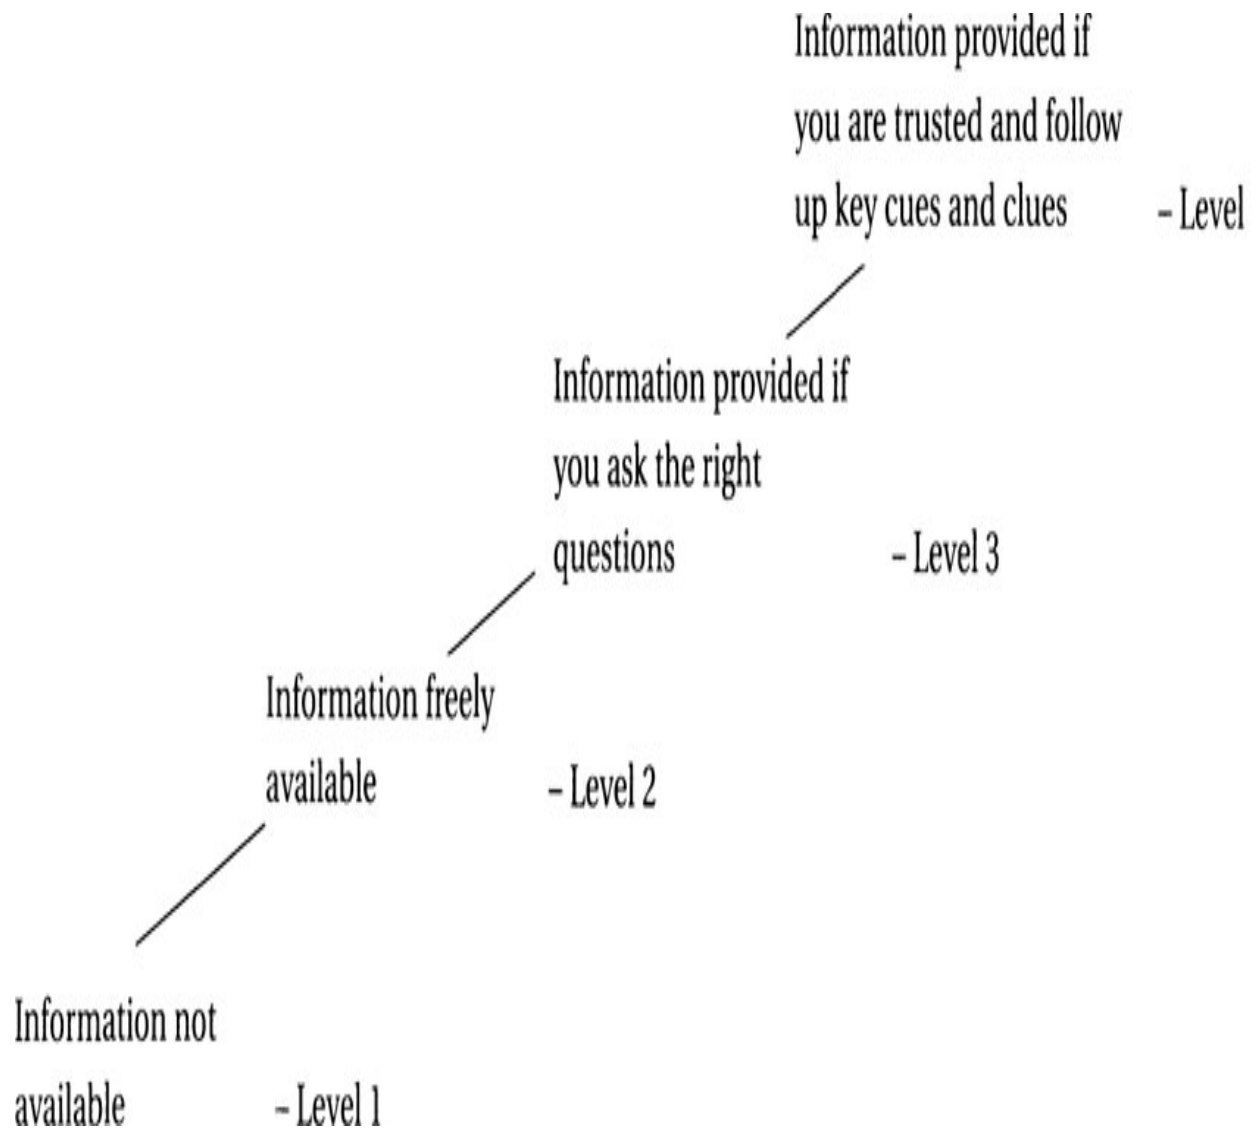 Information provided if
you are trusted and follow
up key cues and clues – Level
Information provided if
you ask the right
questions – Level 3
Information freely
available – Level 2
Information not
available – Level 1